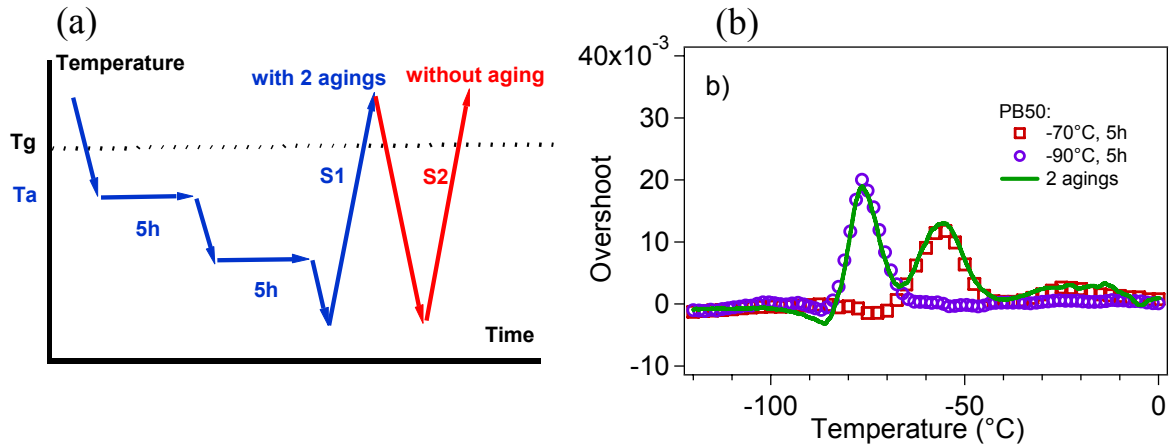 (a)
Temperature
with 2 agings
without aging
Tg
Ta
S1
S2
5h
5h
Time
(b)
40x10-3
b)
PB50:
-70°C, 5h
-90°C, 5h
2 agings
30
20
10
0
-10
Overshoot
-100
-50
0
Temperature (°C)